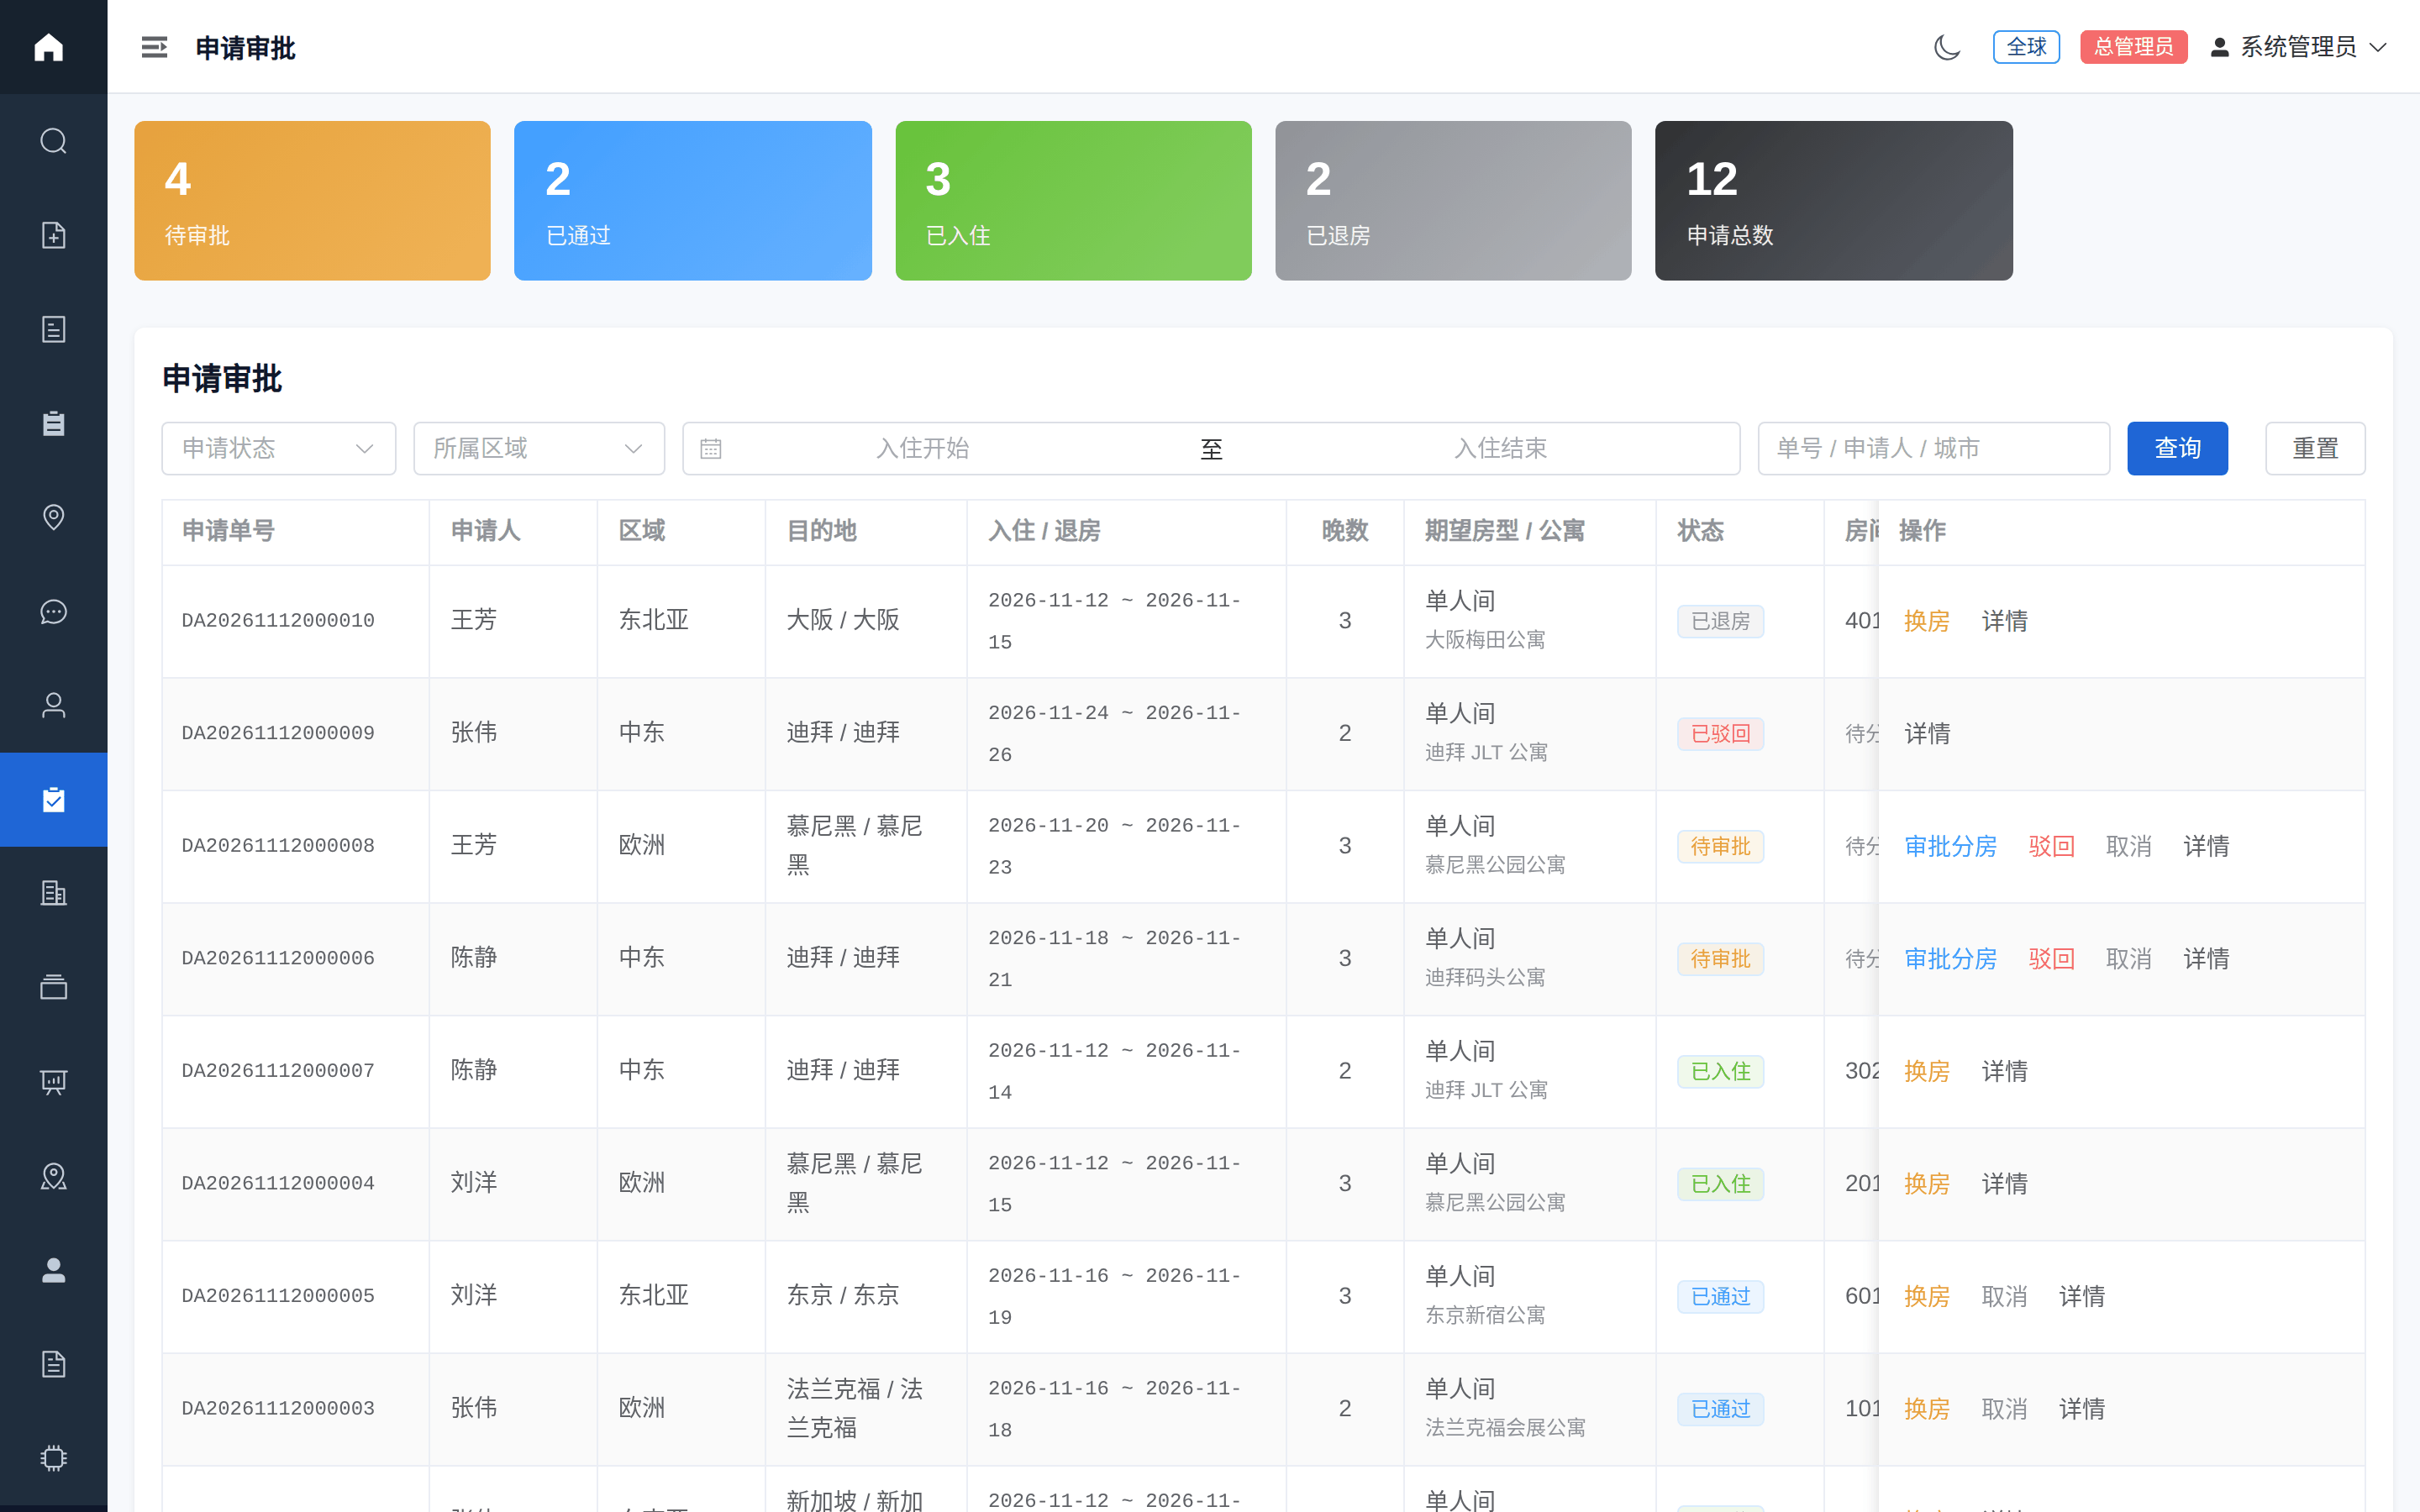 申请审批
全球
总管理员
系统管理员
4
待审批
2
已通过
3
已入住
2
已退房
12
申请总数
申请审批
申请状态
所属区域
入住开始
至
入住结束
单号 / 申请人 / 城市
查询
重置
申请单号 申请人 区域 目的地 入住 / 退房 晚数 期望房型 / 公寓 状态 房间 操作
DA20261112000010 王芳 东北亚 大阪 / 大阪 2026-11-12 ~ 2026-11-
15
3
单人间
大阪梅田公寓
已退房 401 换房 详情
DA20261112000009 张伟 中东 迪拜 / 迪拜 2026-11-24 ~ 2026-11-
26
2
单人间
迪拜 JLT 公寓
已驳回 待分 详情
DA20261112000008 王芳 欧洲 慕尼黑 / 慕尼
黑
2026-11-20 ~ 2026-11-
23
3
单人间
慕尼黑公园公寓
待审批 待分 审批分房 驳回 取消 详情
DA20261112000006 陈静 中东 迪拜 / 迪拜 2026-11-18 ~ 2026-11-
21
3
单人间
迪拜码头公寓
待审批 待分 审批分房 驳回 取消 详情
DA20261112000007 陈静 中东 迪拜 / 迪拜 2026-11-12 ~ 2026-11-
14
2
单人间
迪拜 JLT 公寓
已入住 302 换房 详情
DA20261112000004 刘洋 欧洲 慕尼黑 / 慕尼
黑
2026-11-12 ~ 2026-11-
15
3
单人间
慕尼黑公园公寓
已入住 201 换房 详情
DA20261112000005 刘洋 东北亚 东京 / 东京 2026-11-16 ~ 2026-11-
19
3
单人间
东京新宿公寓
已通过 601 换房 取消 详情
DA20261112000003 张伟 欧洲 法兰克福 / 法
兰克福
2026-11-16 ~ 2026-11-
18
2
单人间
法兰克福会展公寓
已通过 101 换房 取消 详情
新加坡 / 新加
2026-11-12 ~ 2026-11-
单人间